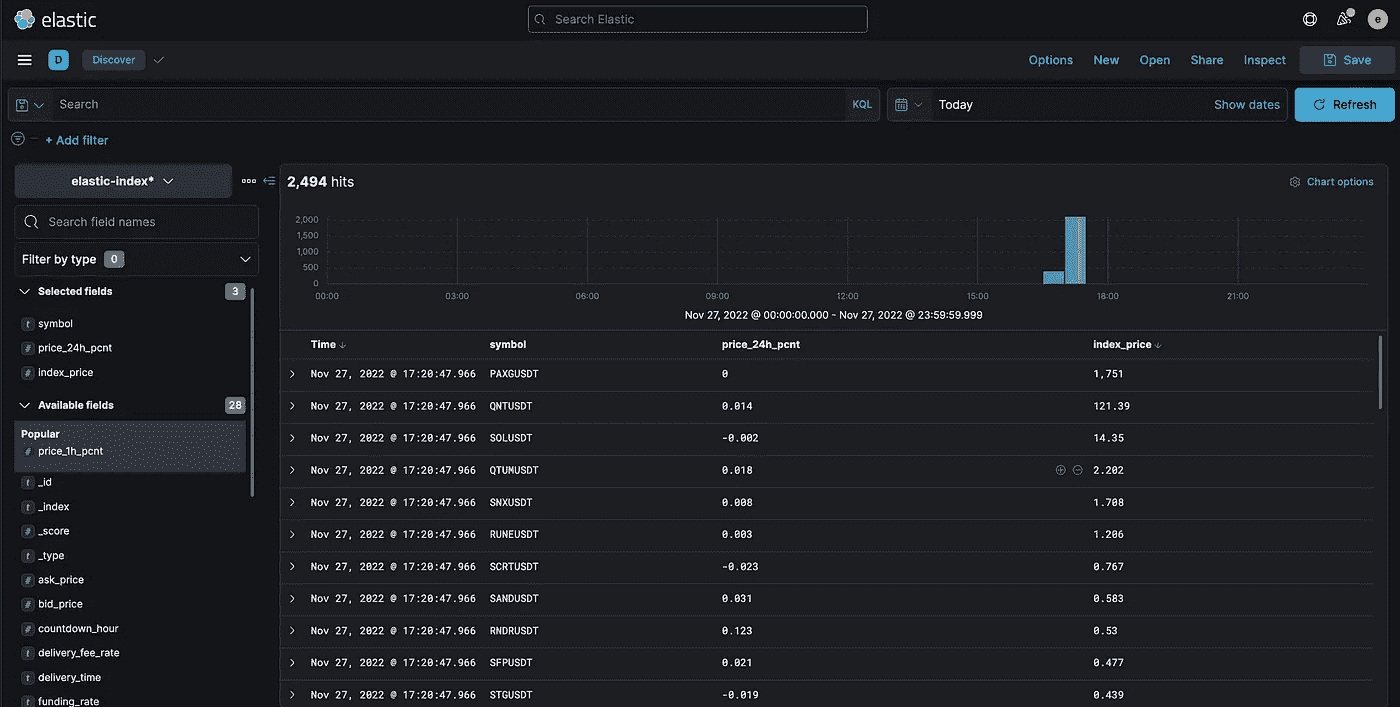 elastic
Search Elastic
e
D Discover
Options New Open Share Inspect Save
Search KQL
Today Show dates Refresh
+ Add filter
elastic-index*
2,494 hits
Chart options
Search field names
Filter by type 0
Selected fields 3
t symbol
# price_24h_pcnt
# index_price
Available fields 28
Popular
# price_1h_pcnt
t _id
t _index
# _score
t _type
# ask_price
# bid_price
# countdown_hour
t delivery_fee_rate
t delivery_time
t funding_rate
2,000
1,500
1,000
500
0
00:00 03:00 06:00 09:00 12:00 15:00 18:00 21:00
Nov 27, 2022 @ 00:00:00.000 - Nov 27, 2022 @ 23:59:59.999
Time ↓ symbol price_24h_pcnt index_price ↓
Nov 27, 2022 @ 17:20:47.966 PAXGUSDT 0 1,751
Nov 27, 2022 @ 17:20:47.966 QNTUSDT 0.014 121.39
Nov 27, 2022 @ 17:20:47.966 SOLUSDT -0.002 14.35
Nov 27, 2022 @ 17:20:47.966 QTUMUSDT 0.018 2.202
Nov 27, 2022 @ 17:20:47.966 SNXUSDT 0.008 1.708
Nov 27, 2022 @ 17:20:47.966 RUNEUSDT 0.003 1.206
Nov 27, 2022 @ 17:20:47.966 SCRTUSDT -0.023 0.767
Nov 27, 2022 @ 17:20:47.966 SANDUSDT 0.031 0.583
Nov 27, 2022 @ 17:20:47.966 RNDRUSDT 0.123 0.53
Nov 27, 2022 @ 17:20:47.966 SFPUSDT 0.021 0.477
Nov 27, 2022 @ 17:20:47.966 STGUSDT -0.019 0.439